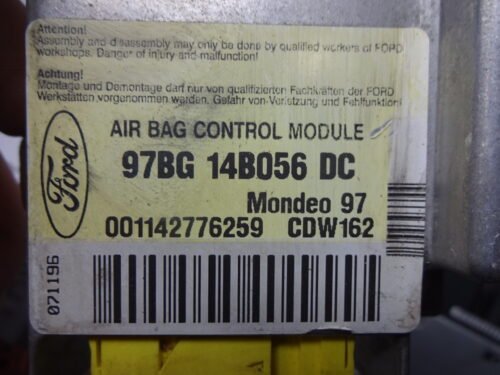 Attention!
Assembly and disassembly may only be done by qualified workers of FORD
workshops. Danger of injury and malfunction!
Achtung!
Montage und Demontage darf nur von qualifizierten Fachkräften der FORD
Werkstätten vorgenommen werden. Gefahr von Verletzung und Fehlfunktion!
Ford
AIR BAG CONTROL MODULE
97BG 14B056 DC
Mondeo 97
001142776259 CDW162
071196